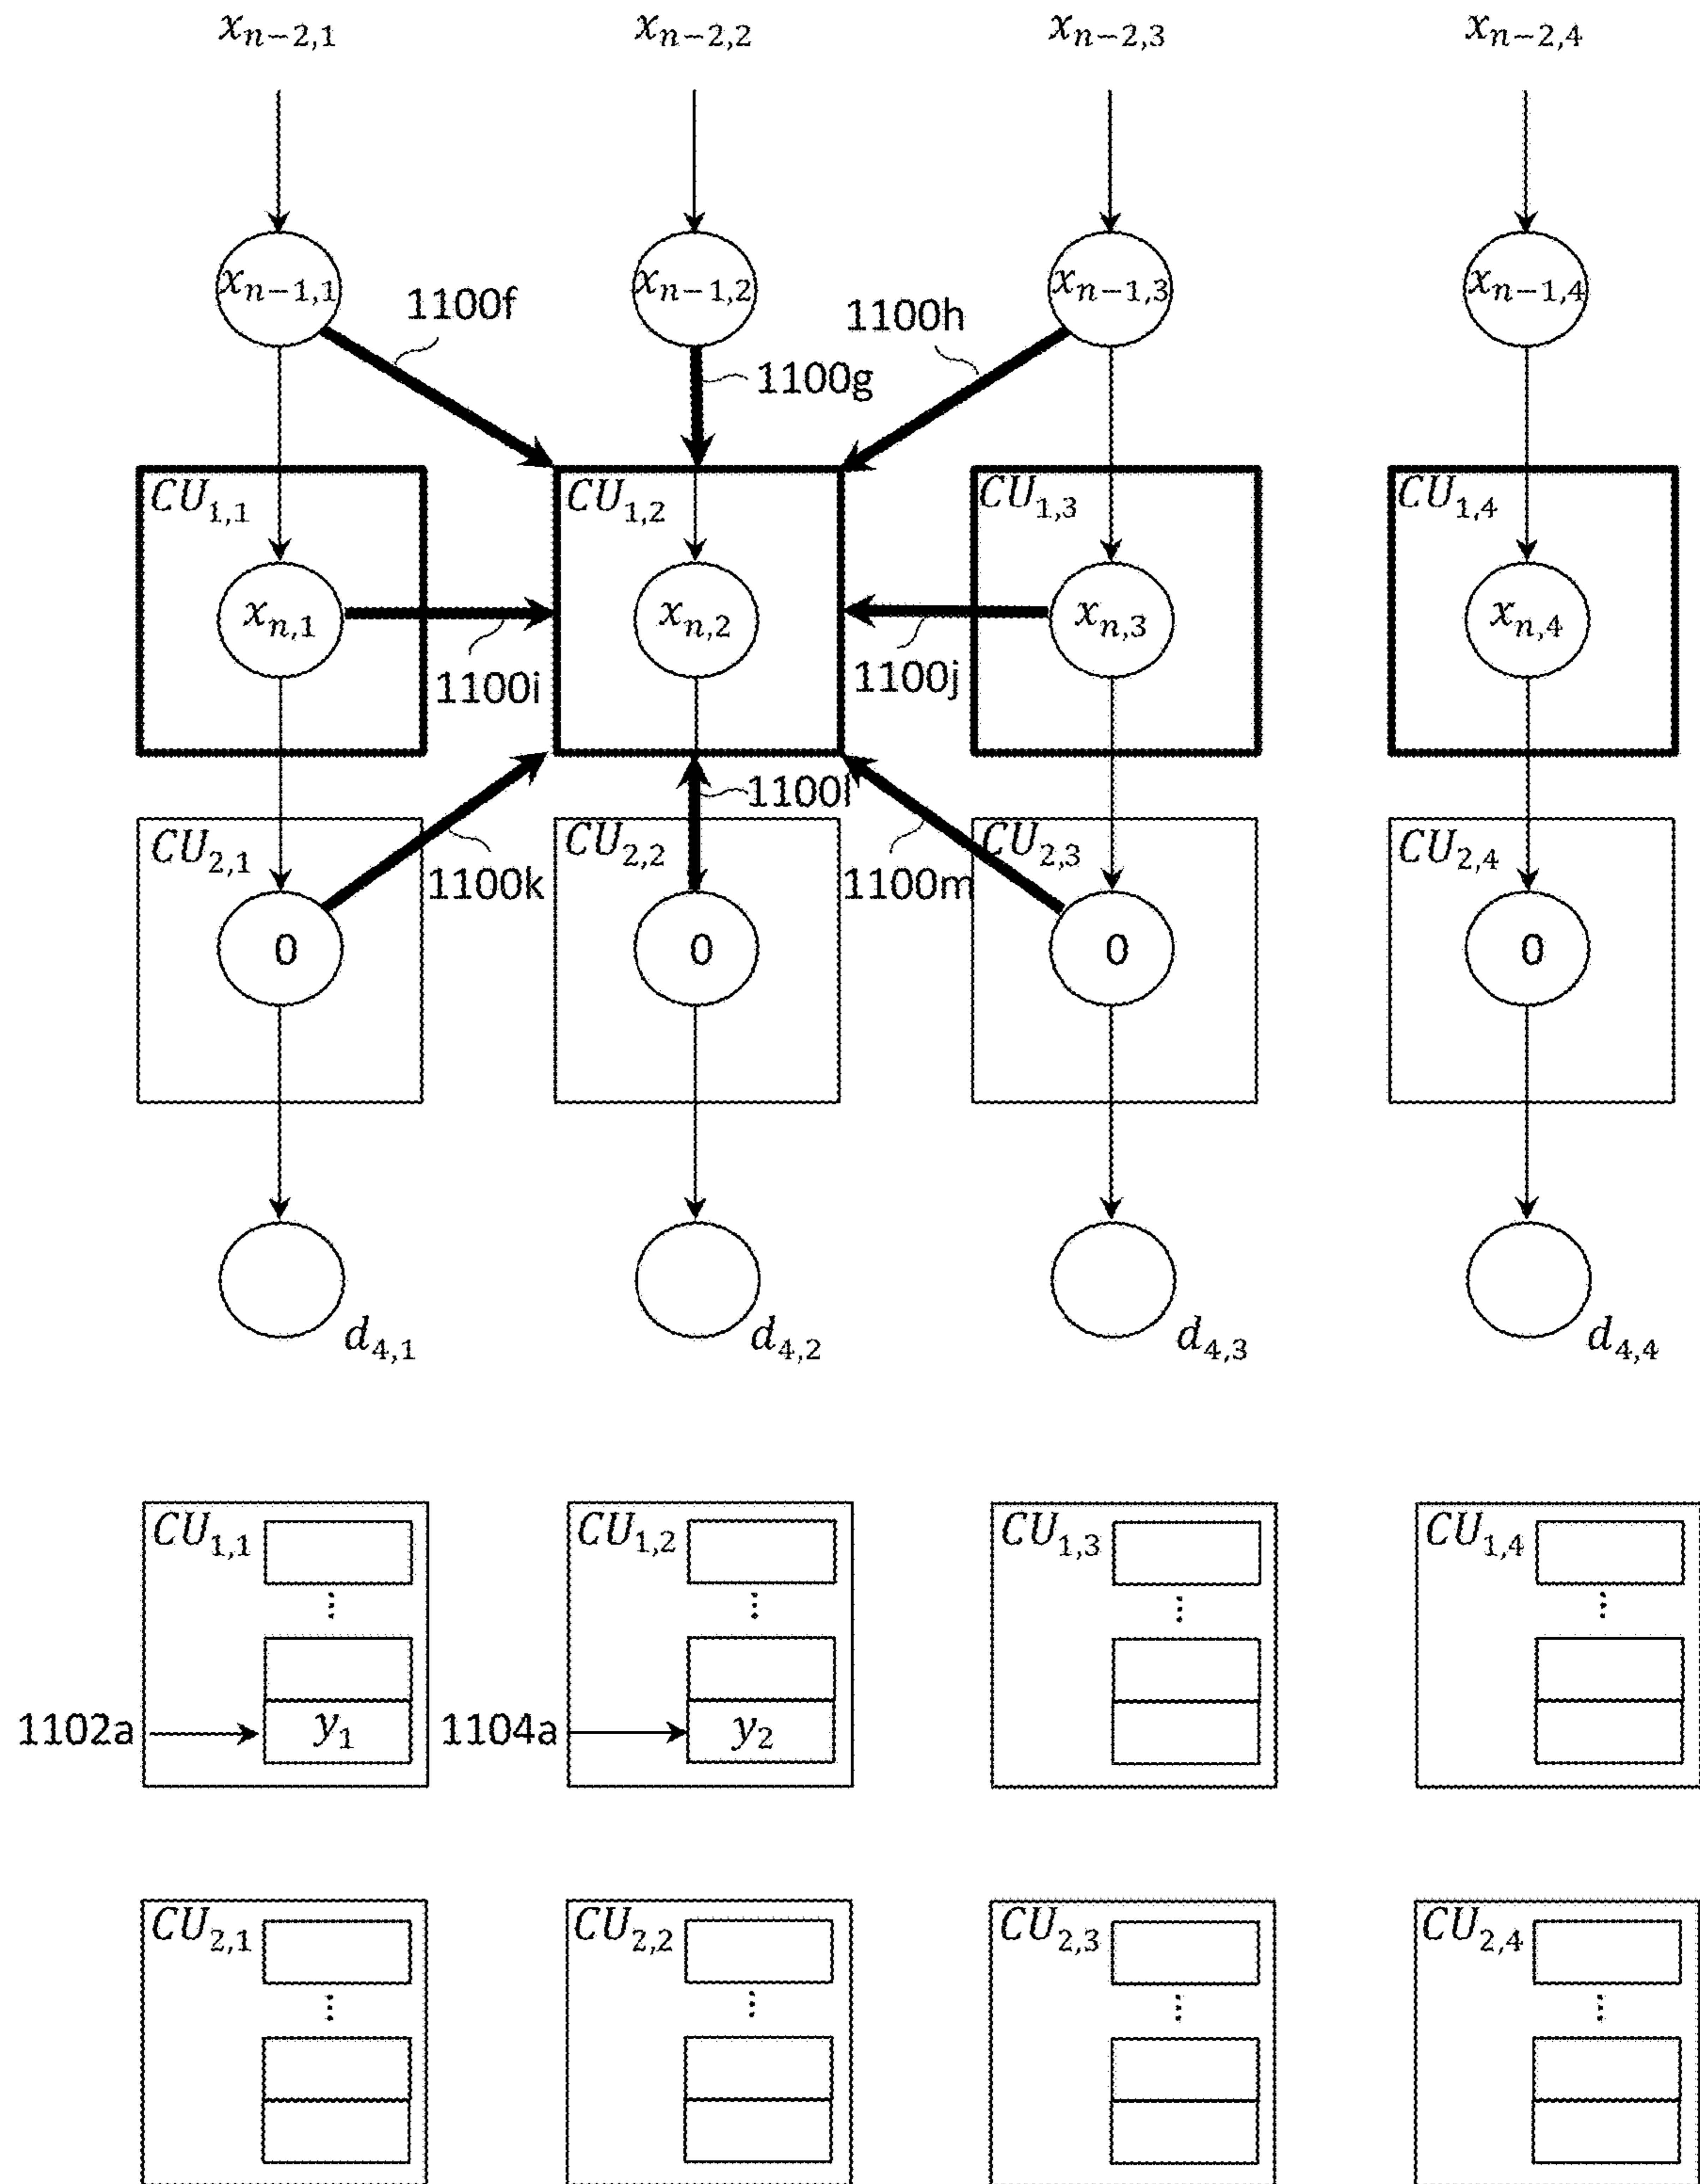 x_{n−2,1} x_{n−2,2} x_{n−2,3} x_{n−2,4}
x_{n−1,1} x_{n−1,2} x_{n−1,3} x_{n−1,4}
1100f 1100h
1100g
CU_{1,1} CU_{1,2} CU_{1,3} CU_{1,4}
x_{n,1} x_{n,2} x_{n,3} x_{n,4}
1100i 1100j
1100l
CU_{2,1} CU_{2,2} CU_{2,3} CU_{2,4}
1100k 1100m
0 0 0 0
d_{4,1} d_{4,2} d_{4,3} d_{4,4}
CU_{1,1} CU_{1,2} CU_{1,3} CU_{1,4}
⋮ ⋮ ⋮ ⋮
1102a y_1 1104a y_2
CU_{2,1} CU_{2,2} CU_{2,3} CU_{2,4}
⋮ ⋮ ⋮ ⋮